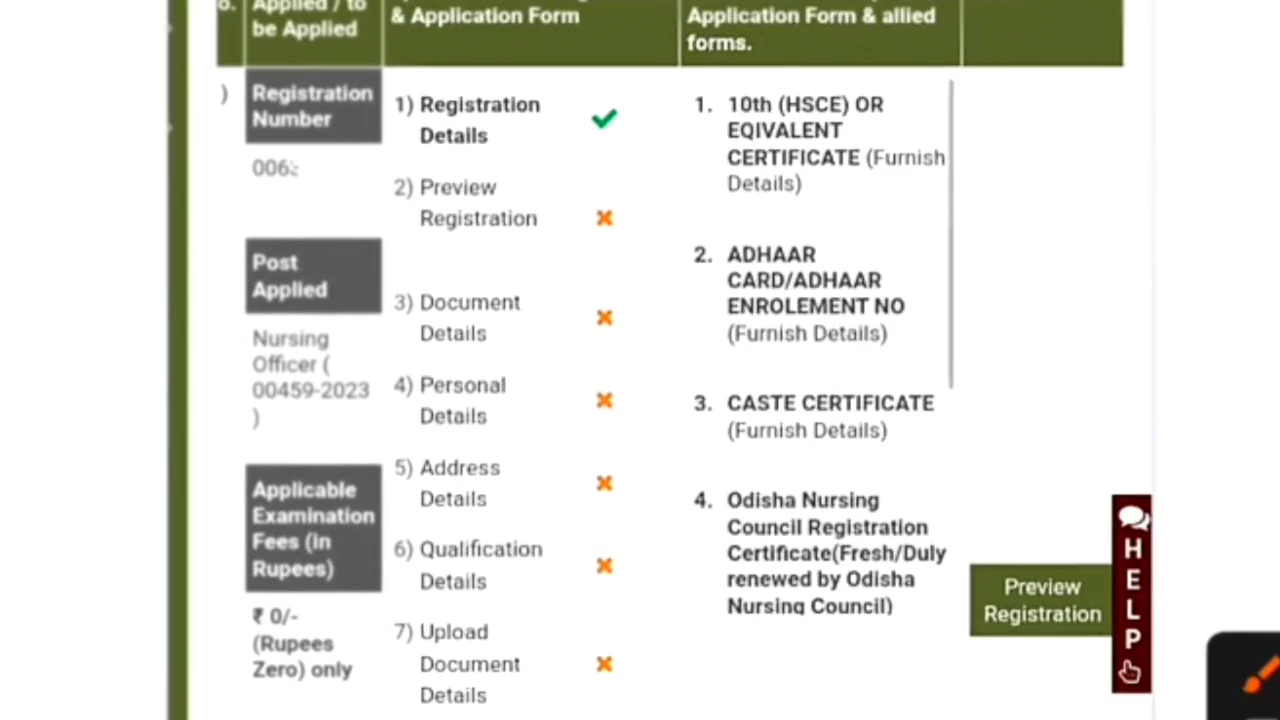 Applied / to
be Applied
& Application Form
Application Form & allied
forms.
)
Registration
Number
006
Post
Applied
Nursing
Officer (
00459-2023
)
Applicable
Examination
Fees (in
Rupees)
₹ 0/-
(Rupees
Zero) only
1) Registration
Details
2) Preview
Registration
3) Document
Details
4) Personal
Details
5) Address
Details
6) Qualification
Details
7) Upload
Document
Details
1. 10th (HSCE) OR
EQIVALENT
CERTIFICATE (Furnish
Details)
2. ADHAAR
CARD/ADHAAR
ENROLEMENT NO
(Furnish Details)
3. CASTE CERTIFICATE
(Furnish Details)
4. Odisha Nursing
Council Registration
Certificate(Fresh/Duly
renewed by Odisha
Nursing Council)
Preview
Registration
HELP